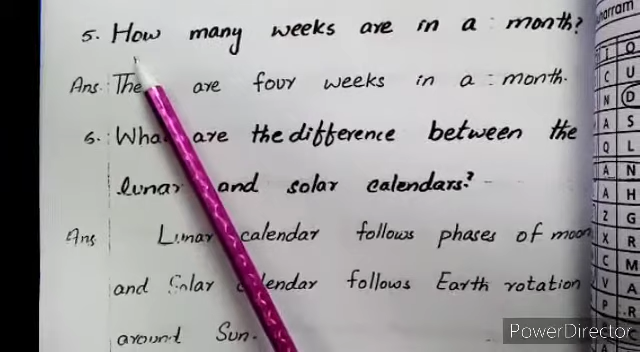 5. How many weeks are in a month?
Ans. The are four weeks in a month.
6. What are the difference between the
lunar and solar calendars?
Ans Lunar calendar follows phases of moon
and Solar calendar follows Earth rotation
around Sun.
I O
C U
N D
A S
Q L
A N
A H
Z G
X R
C M
V A
P R
A C
PowerDirector